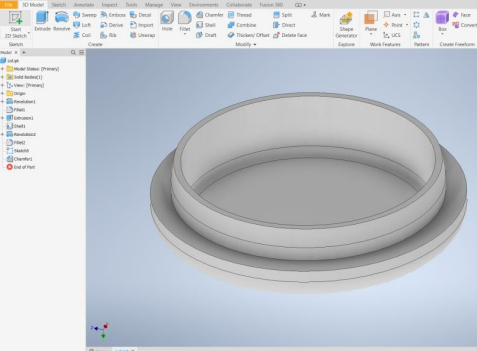 File 3D Model Sketch Annotate Inspect Tools Manage View Environments Collaborate Fusion 360
Start
2D Sketch
Extrude Revolve
Sweep Emboss Decal
Loft Derive Import
Coil Rib Unwrap
Hole Fillet
Chamfer Thread Split Mark
Shell Combine Direct
Draft Thicken/ Offset Delete Face
Shape
Generator
Plane
Axis
Point
UCS
Box
Face
Convert
Sketch Create Modify Explore Work Features Pattern Create Freeform
Model × +
Model States: [Primary]
Solid Bodies(1)
View: [Primary]
Origin
Revolution1
Fillet1
Extrusion1
Shell1
Revolution2
Fillet2
Chamfer1
End of Part